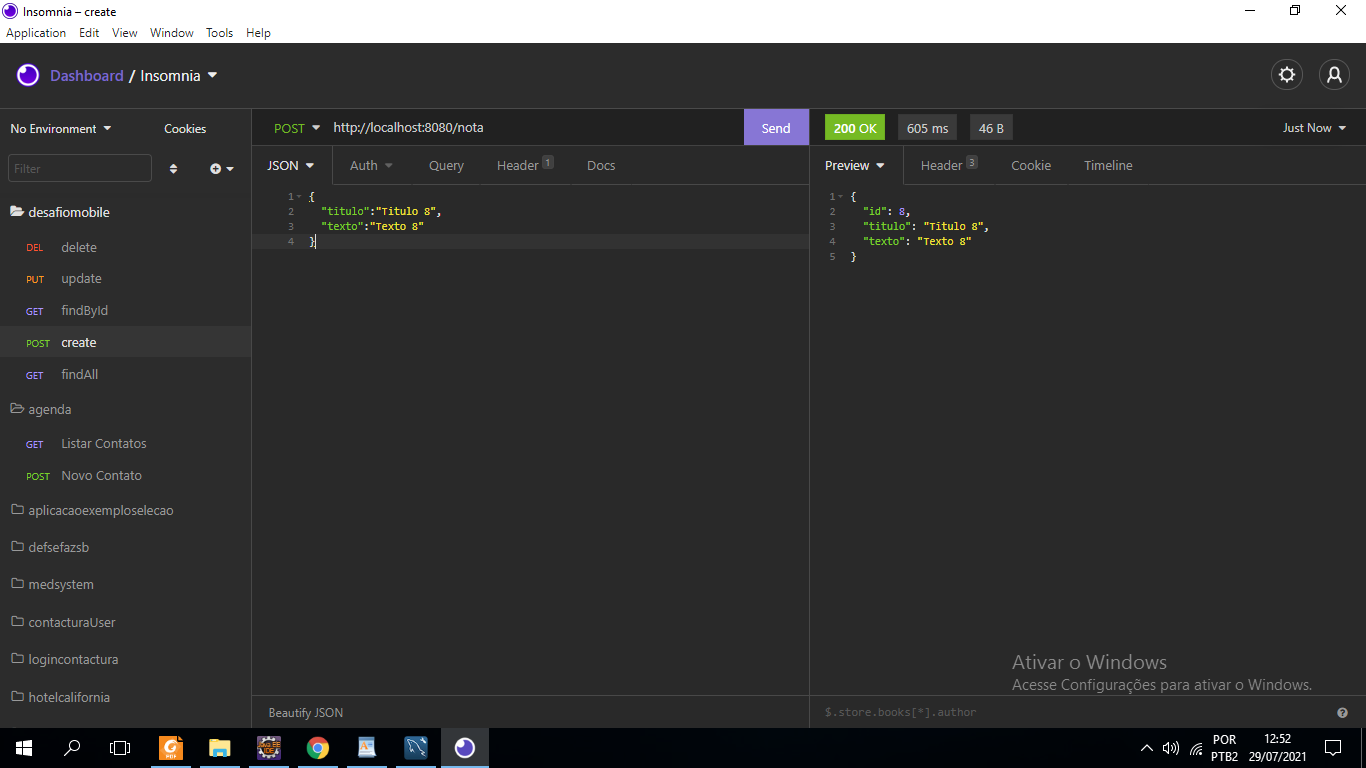 Insomnia – create
Application Edit View Window Tools Help
Dashboard / Insomnia
No Environment Cookies
POST http://localhost:8080/nota Send
200 OK 605 ms 46 B Just Now
Filter
JSON Auth Query Header 1 Docs
Preview Header 3 Cookie Timeline
desafiomobile
DEL delete
PUT update
GET findById
POST create
GET findAll
agenda
GET Listar Contatos
POST Novo Contato
aplicacaoexemploselecao
defsefazsb
medsystem
contacturaUser
logincontactura
hotelcalifornia
1 {
2 "titulo":"Titulo 8",
3 "texto":"Texto 8"
4 }
1 {
2 "id": 8,
3 "titulo": "Titulo 8",
4 "texto": "Texto 8"
5 }
Ativar o Windows
Acesse Configurações para ativar o Windows.
Beautify JSON
$.store.books[*].author
PDF
Java EE
IDE
POR
PTB2
12:52
29/07/2021